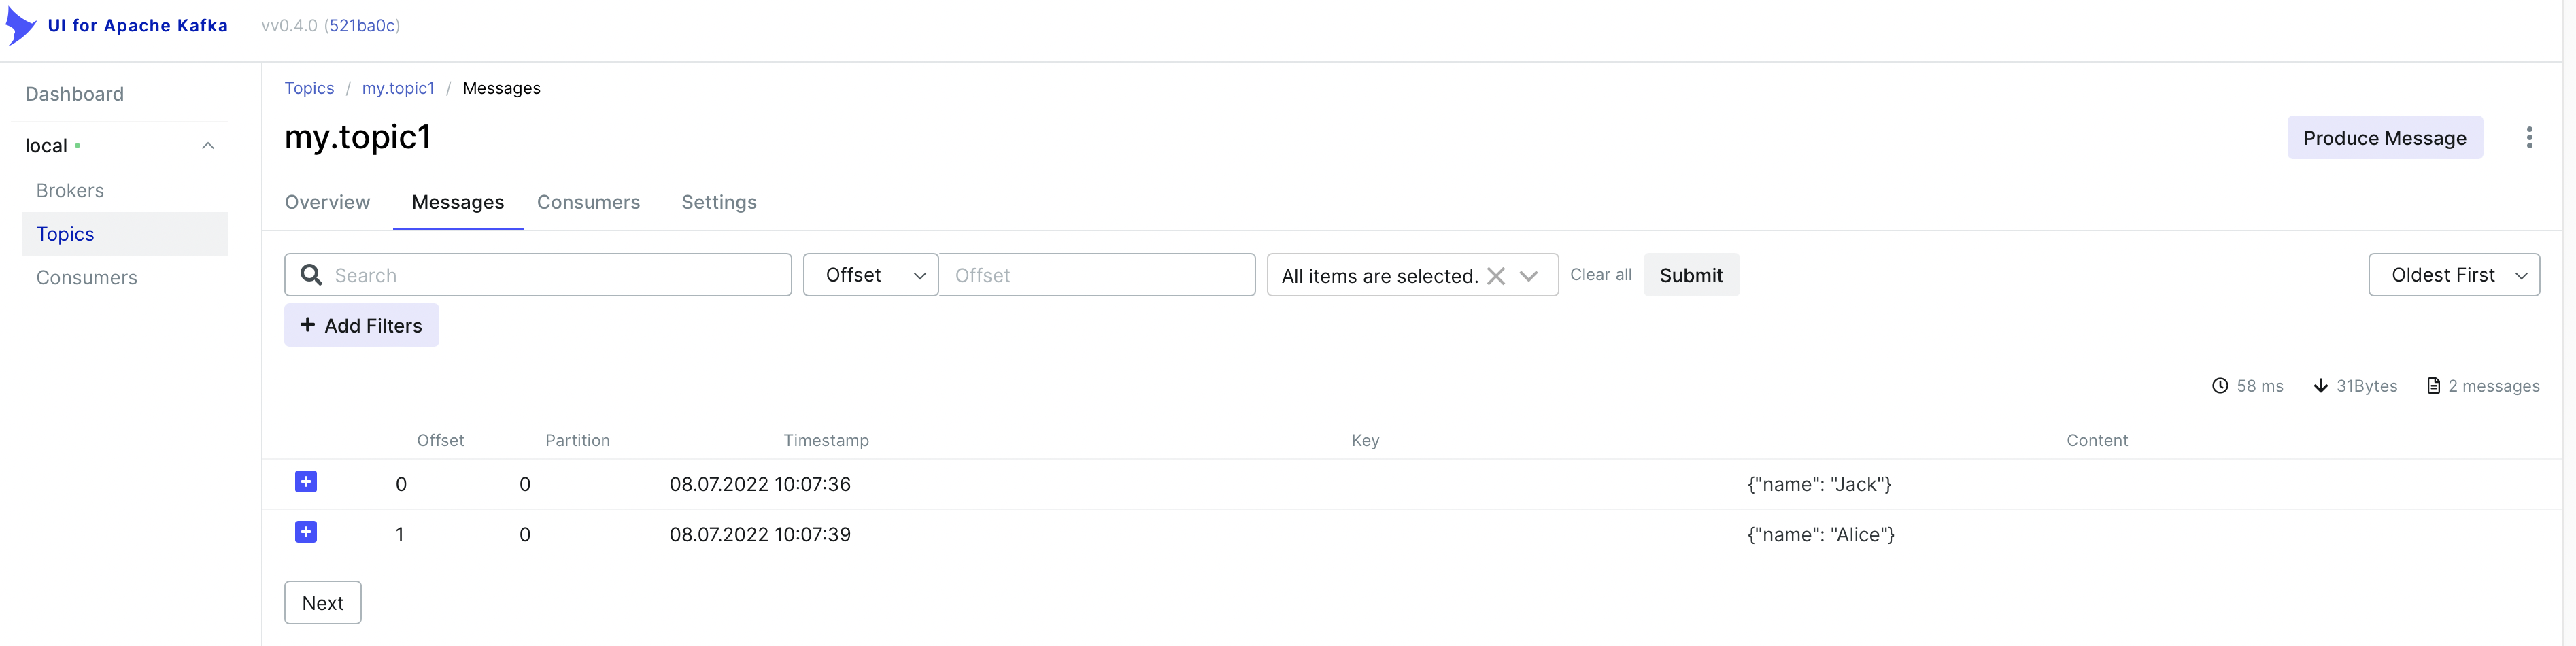 UI for Apache Kafka vv0.4.0 (521ba0c)
Dashboard
local
Brokers
Topics
Consumers
Topics / my.topic1 / Messages
my.topic1
Produce Message
Overview Messages Consumers Settings
Search Offset Offset All items are selected. Clear all Submit Oldest First
+ Add Filters
58 ms 31Bytes 2 messages
Offset Partition Timestamp Key Content
0 0 08.07.2022 10:07:36 {"name": "Jack"}
1 0 08.07.2022 10:07:39 {"name": "Alice"}
Next